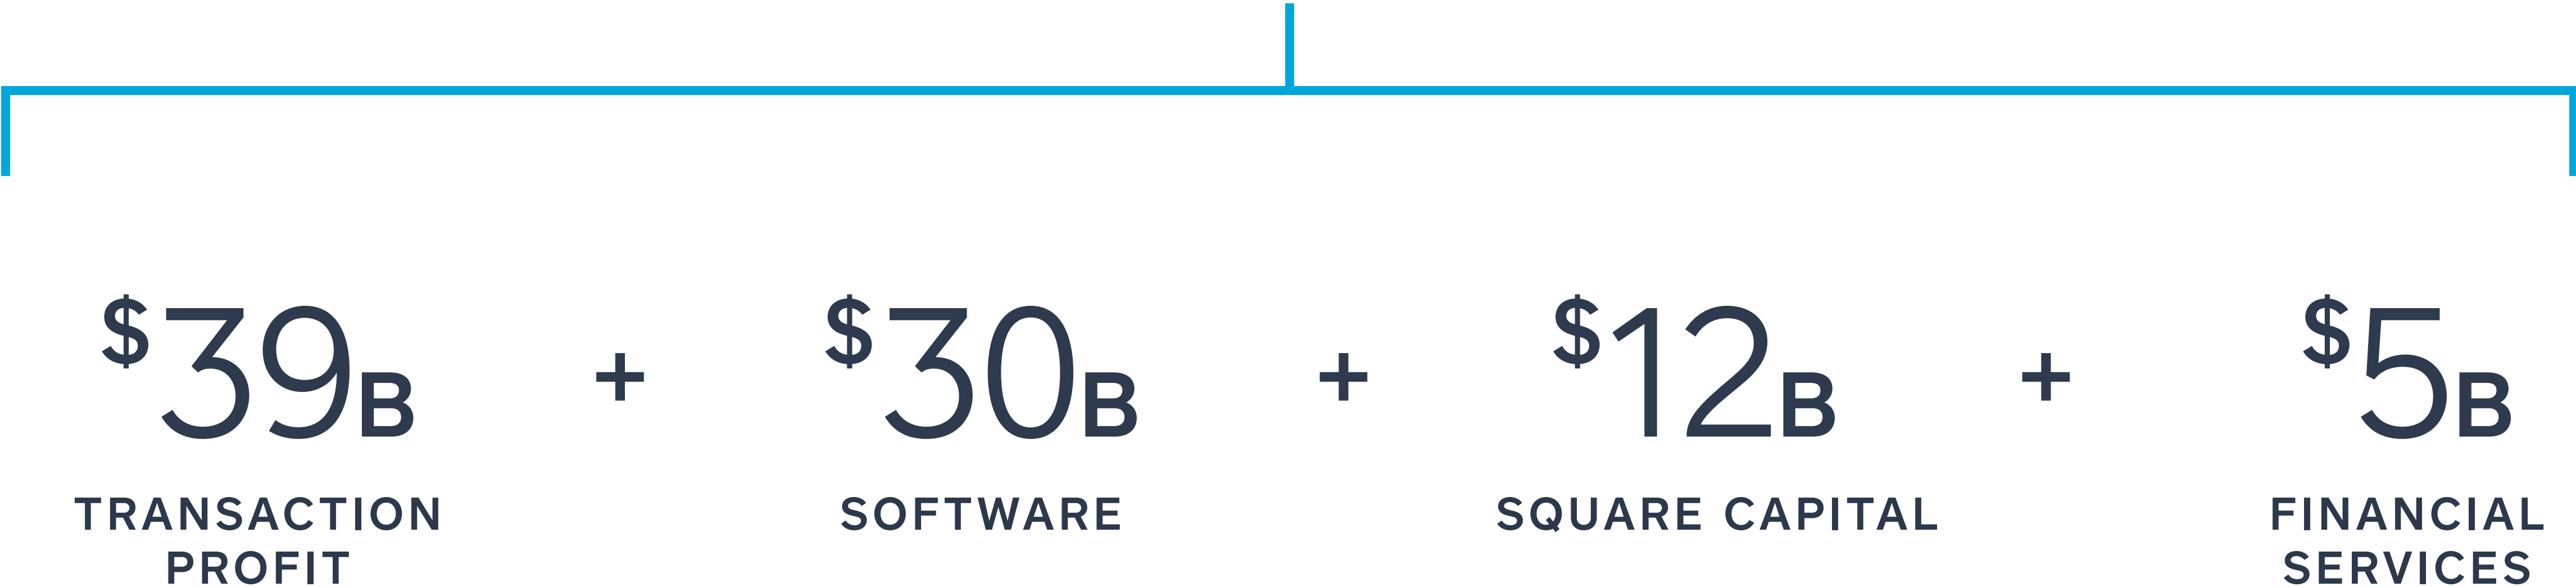 $39B + $30B + $12B + $5B
TRANSACTION PROFIT
SOFTWARE
SQUARE CAPITAL
FINANCIAL SERVICES